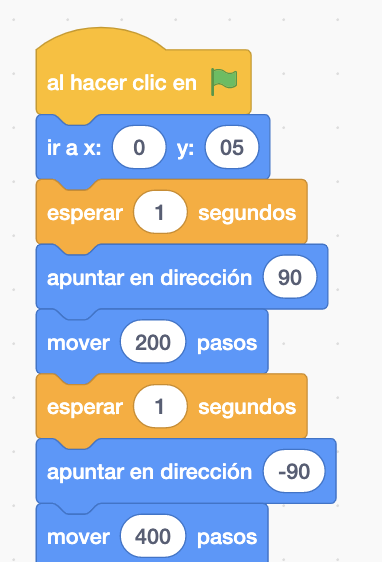 al hacer clic en
ir a x: 0 y: 05
esperar 1 segundos
apuntar en dirección 90
mover 200 pasos
esperar 1 segundos
apuntar en dirección -90
mover 400 pasos